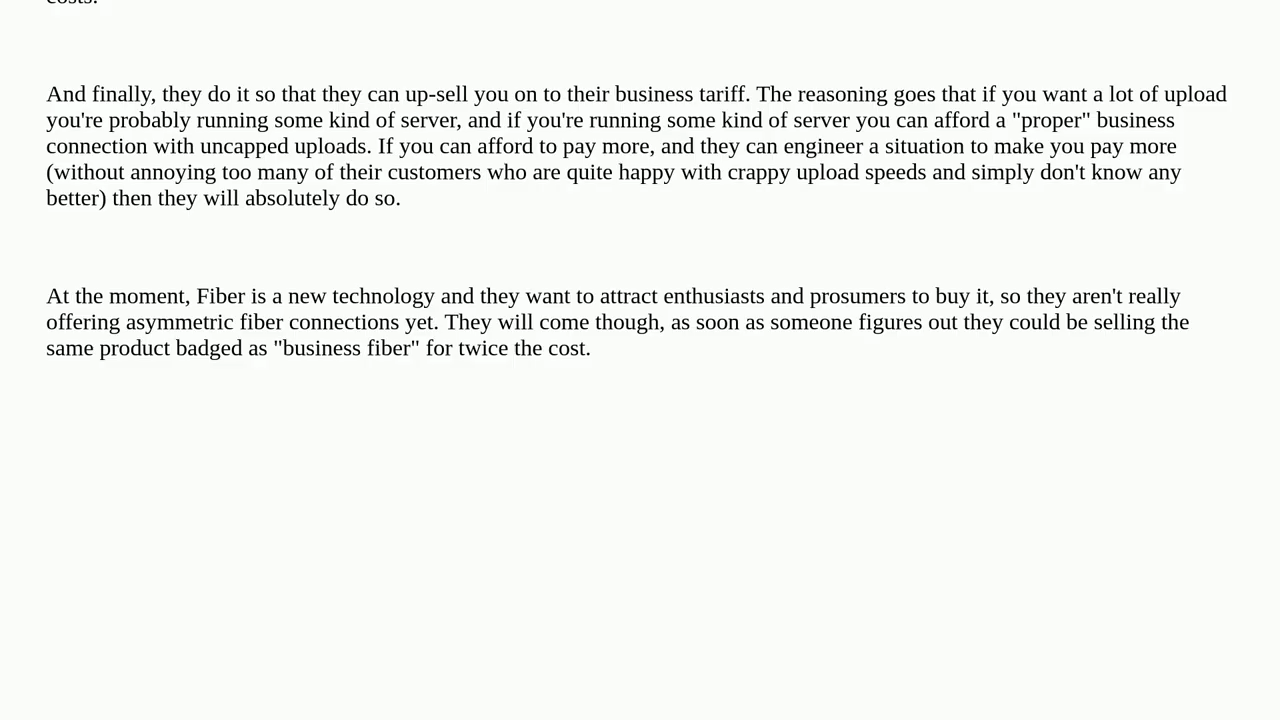 costs.
And finally, they do it so that they can up-sell you on to their business tariff. The reasoning goes that if you want a lot of upload
you're probably running some kind of server, and if you're running some kind of server you can afford a "proper" business
connection with uncapped uploads. If you can afford to pay more, and they can engineer a situation to make you pay more
(without annoying too many of their customers who are quite happy with crappy upload speeds and simply don't know any
better) then they will absolutely do so.
At the moment, Fiber is a new technology and they want to attract enthusiasts and prosumers to buy it, so they aren't really
offering asymmetric fiber connections yet. They will come though, as soon as someone figures out they could be selling the
same product badged as "business fiber" for twice the cost.